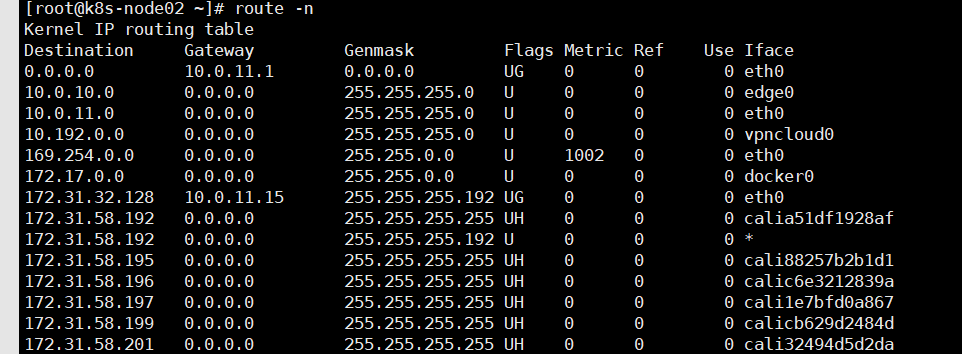 [root@k8s-node02 ~]# route -n
Kernel IP routing table
Destination     Gateway         Genmask         Flags Metric Ref    Use Iface
0.0.0.0         10.0.11.1       0.0.0.0         UG    0      0        0 eth0
10.0.10.0       0.0.0.0         255.255.255.0   U     0      0        0 edge0
10.0.11.0       0.0.0.0         255.255.255.0   U     0      0        0 eth0
10.192.0.0      0.0.0.0         255.255.255.0   U     0      0        0 vpncloud0
169.254.0.0     0.0.0.0         255.255.0.0     U     1002   0        0 eth0
172.17.0.0      0.0.0.0         255.255.0.0     U     0      0        0 docker0
172.31.32.128   10.0.11.15      255.255.255.192 UG    0      0        0 eth0
172.31.58.192   0.0.0.0         255.255.255.255 UH    0      0        0 calia51df1928af
172.31.58.192   0.0.0.0         255.255.255.192 U     0      0        0 *
172.31.58.195   0.0.0.0         255.255.255.255 UH    0      0        0 cali88257b2b1d1
172.31.58.196   0.0.0.0         255.255.255.255 UH    0      0        0 calic6e3212839a
172.31.58.197   0.0.0.0         255.255.255.255 UH    0      0        0 cali1e7bfd0a867
172.31.58.199   0.0.0.0         255.255.255.255 UH    0      0        0 calicb629d2484d
172.31.58.201   0.0.0.0         255.255.255.255 UH    0      0        0 cali32494d5d2da